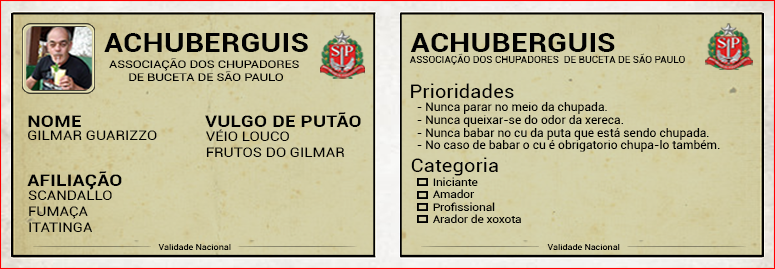 ACHUBERGUIS
ASSOCIAÇÃO DOS CHUPADORES
DE BUCETA DE SÃO PAULO
NOME
GILMAR GUARIZZO
VULGO DE PUTÃO
VÉIO LOUCO
FRUTOS DO GILMAR
AFILIAÇÃO
SCANDALLO
FUMAÇA
ITATINGA
Validade Nacional
ACHUBERGUIS
ASSOCIAÇÃO DOS CHUPADORES DE BUCETA DE SÃO PAULO
Prioridades
- Nunca parar no meio da chupada.
- Nunca queixar-se do odor da xereca.
- Nunca babar no cu da puta que está sendo chupada.
- No caso de babar o cu é obrigatorio chupa-lo também.
Categoria
Iniciante
Amador
Profissional
Arador de xoxota
Validade Nacional